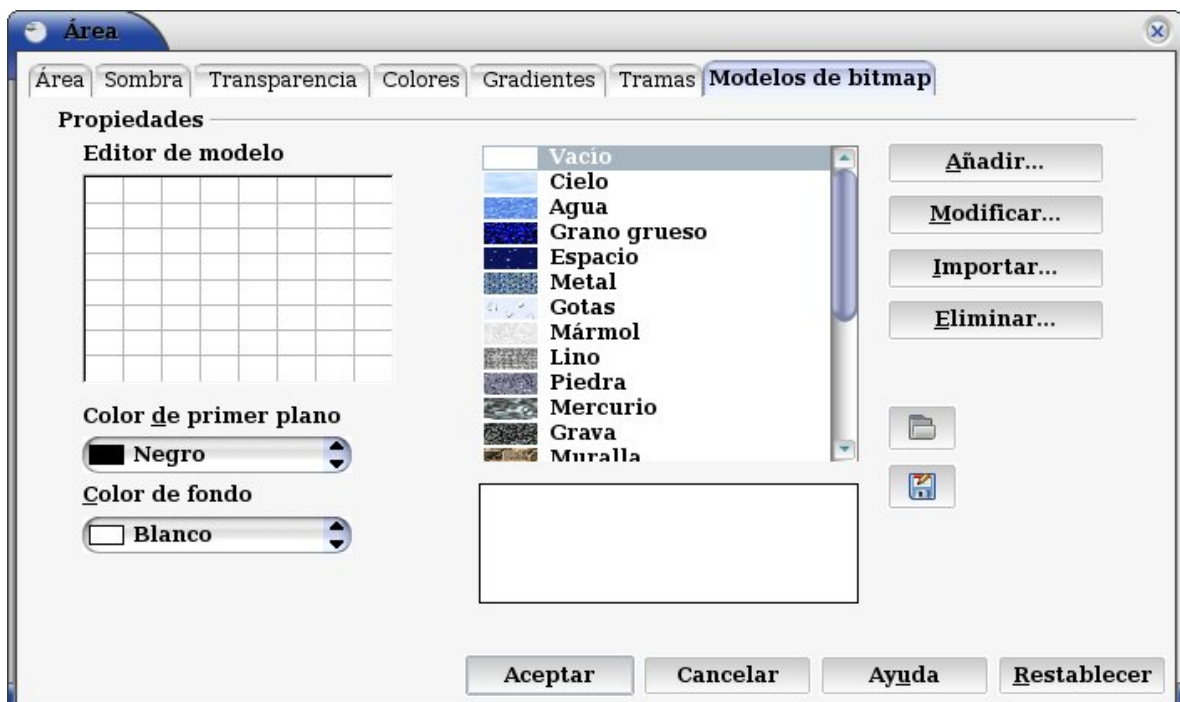 Área
Área Sombra Transparencia Colores Gradientes Tramas Modelos de bitmap
Propiedades
Editor de modelo
Color de primer plano
Negro
Color de fondo
Blanco
Vacío
Cielo
Agua
Grano grueso
Espacio
Metal
Gotas
Mármol
Lino
Piedra
Mercurio
Grava
Muralla
Añadir...
Modificar...
Importar...
Eliminar...
Aceptar Cancelar Ayuda Restablecer